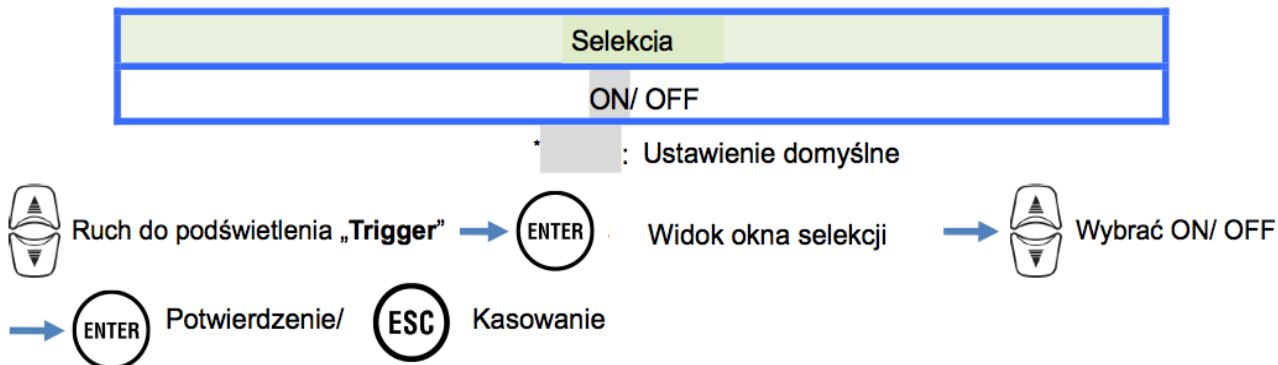 Selekcja
ON/ OFF
* : Ustawienie domyślne
Ruch do podświetlenia „Trigger” ENTER Widok okna selekcji Wybrać ON/ OFF
ENTER Potwierdzenie/ ESC Kasowanie